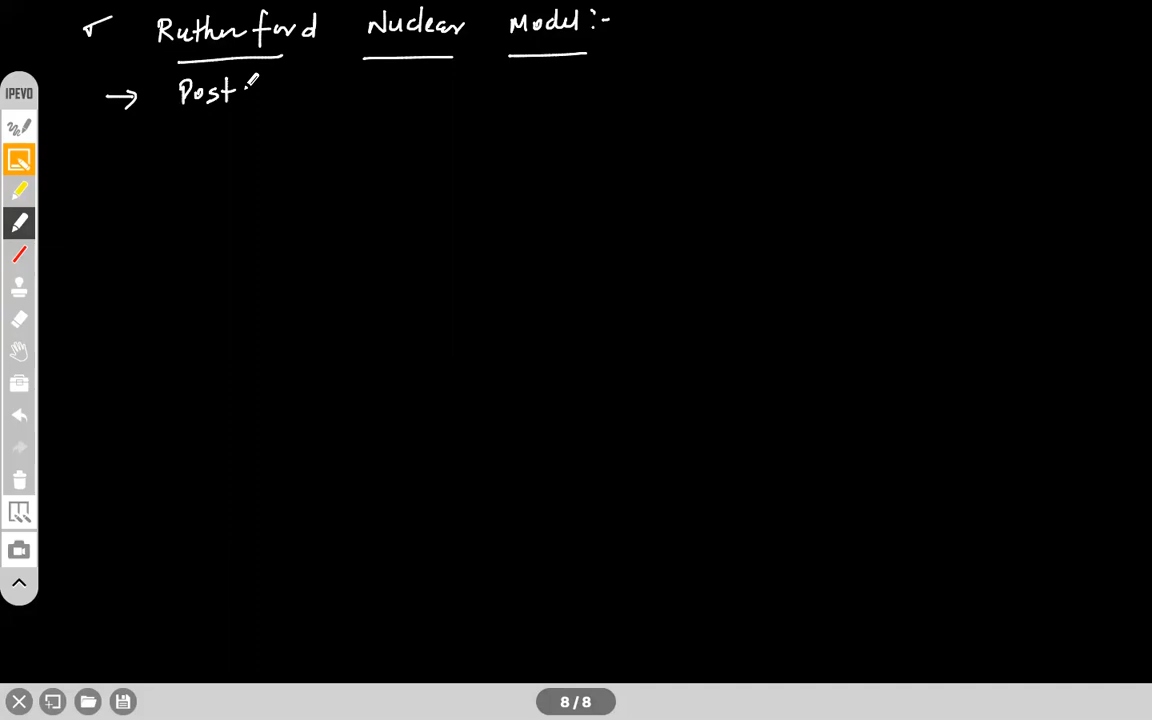 Rutherford Nuclear Model :-
→ Post
IPEVO
8 / 8